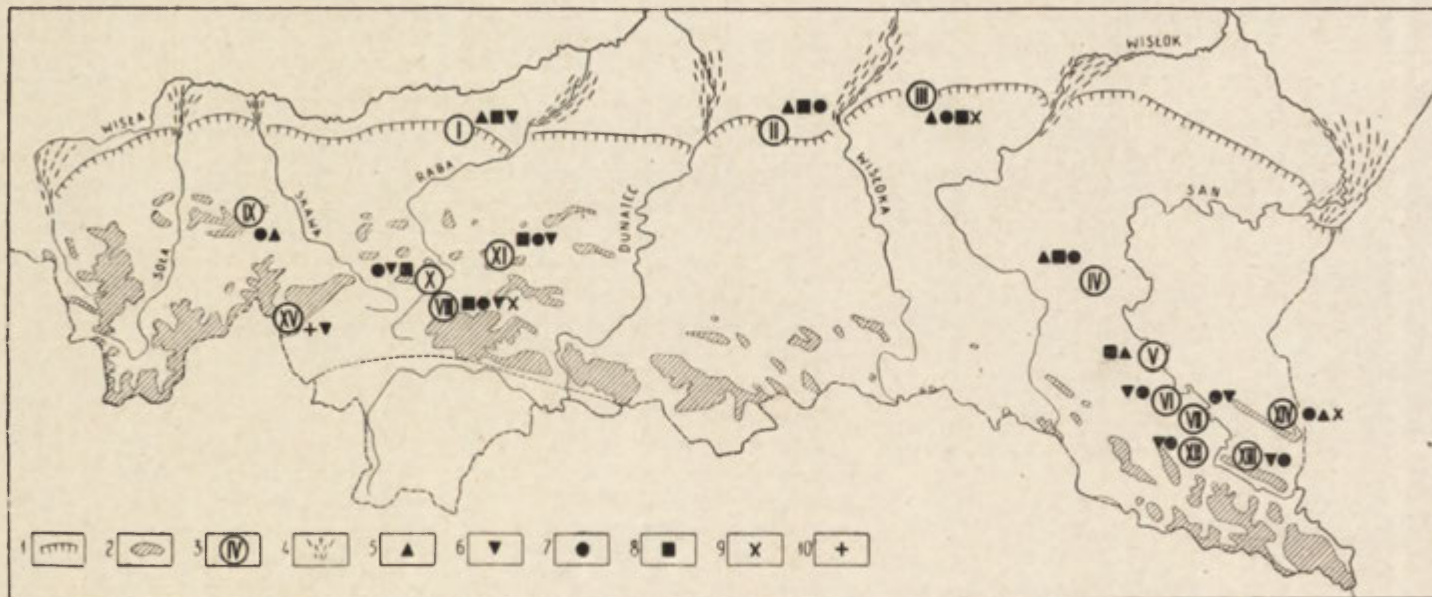 WISŁOK
III
I
II
WISŁA
RABA
WISŁOKA
SAN
IX
SKAWA
DUNAJEC
SOŁA
XI
X
IV
VIII
XV
V
VI
VII
XIV
XII
XIII
1 2 3 IV 4 5 6 7 8 9 10